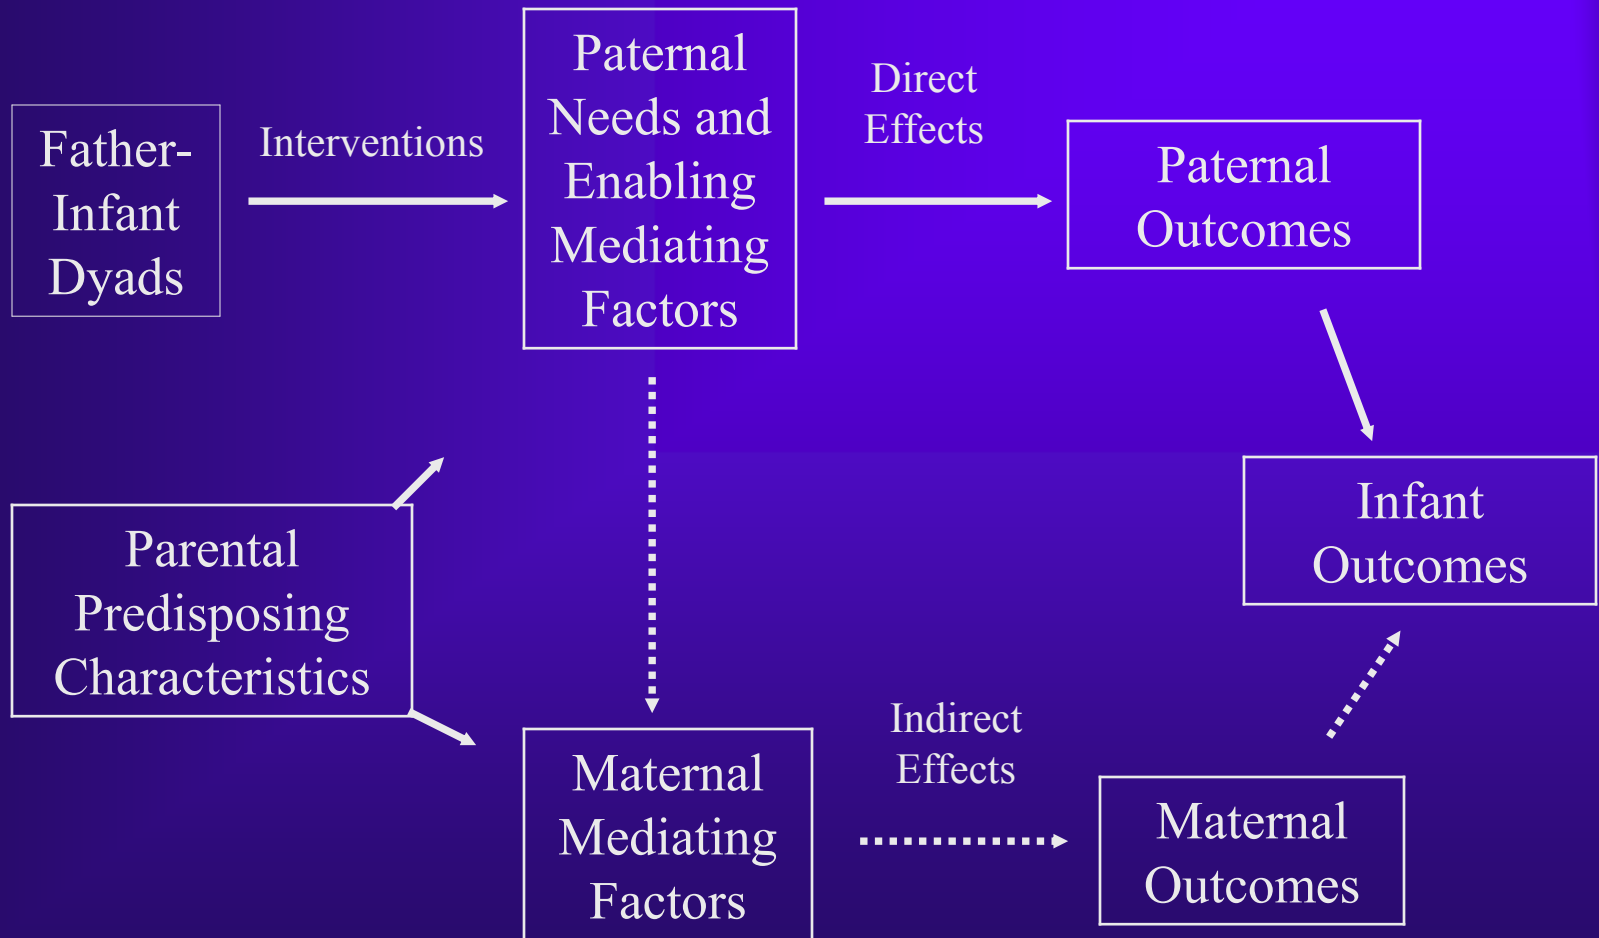 Father-
Infant
Dyads
Interventions
Paternal
Needs and
Enabling
Mediating
Factors
Direct
Effects
Paternal
Outcomes
Infant
Outcomes
Parental
Predisposing
Characteristics
Maternal
Mediating
Factors
Indirect
Effects
Maternal
Outcomes